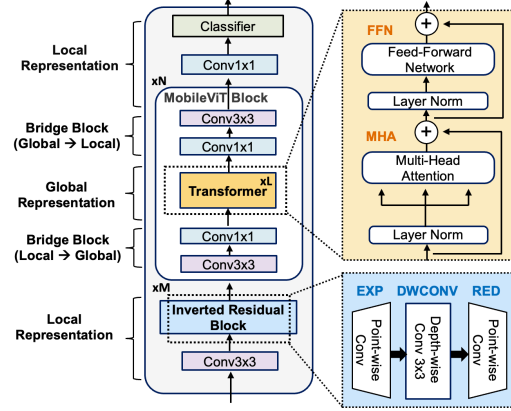 Local
Representation
Bridge Block
(Global → Local)
Global
Representation
Bridge Block
(Local → Global)
Local
Representation
Classifier
Conv1x1
xN
MobileViT Block
Conv3x3
Conv1x1
xL
Transformer
Conv1x1
Conv3x3
xM
Inverted Residual
Block
Conv3x3
FFN
Feed-Forward
Network
Layer Norm
MHA
Multi-Head
Attention
Layer Norm
EXP DWCONV RED
Point-wise
Conv
Depth-wise
Conv 3x3
Point-wise
Conv